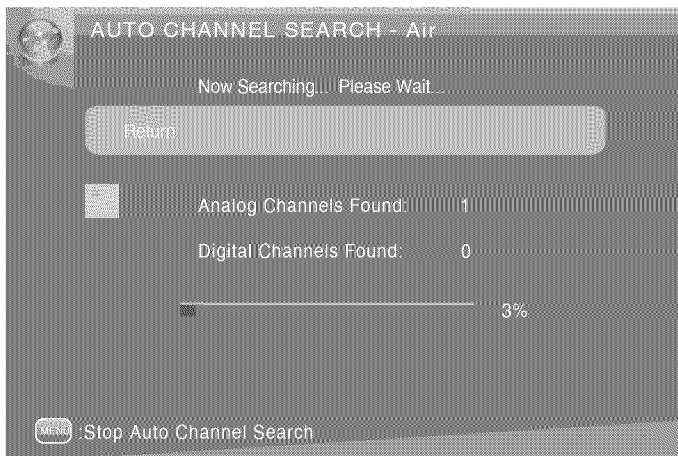 AUTO CHANNEL SEARCH - Air
Now Searching... Please Wait...
Return
Analog Channels Found: 1
Digital Channels Found: 0
3%
MENU :Stop Auto Channel Search